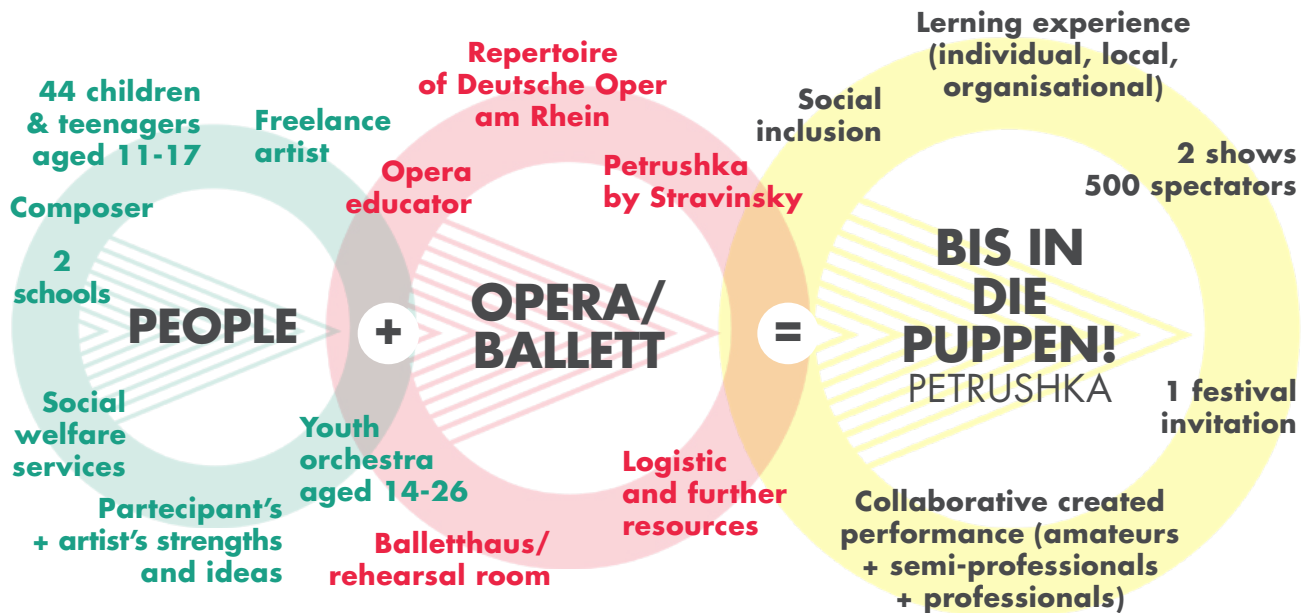 44 children
& teenagers
aged 11-17
Freelance
artist
Composer
2
schools
PEOPLE
Social
welfare
services
Youth
orchestra
aged 14-26
Partecipant’s
+ artist’s strengths
and ideas
+
Repertoire
of Deutsche Oper
am Rhein
Opera
educator
Petrushka
by Stravinsky
OPERA/
BALLETT
Logistic
and further
resources
Balletthaus/
rehearsal room
=
Lerning experience
(individual, local,
organisational)
Social
inclusion
2 shows
500 spectators
BIS IN
DIE
PUPPEN!
PETRUSHKA
1 festival
invitation
Collaborative created
performance (amateurs
+ semi-professionals
+ professionals)